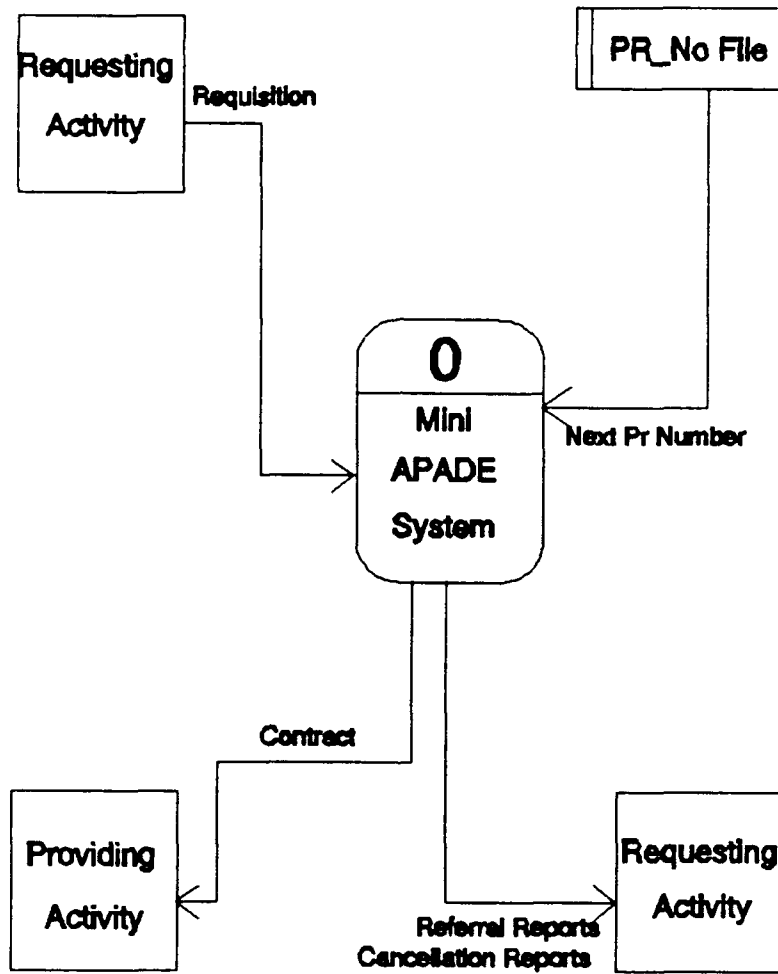 Requesting
Activity
Requisition
PR_No File
0
Mini
APADE
System
Next Pr Number
Contract
Providing
Activity
Requesting
Activity
Referral Reports
Cancellation Reports